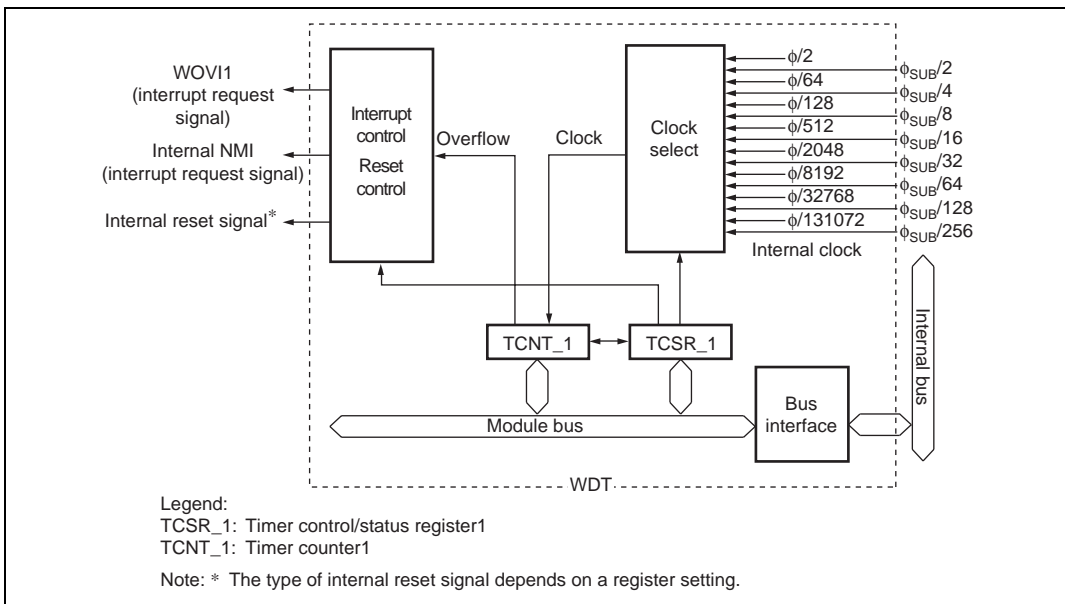 WOVI1
(interrupt request
signal)
Internal NMI
(interrupt request signal)
Internal reset signal*
Interrupt
control
Reset
control
Overflow
Clock
Clock
select
ϕ/2
ϕ/64
ϕ/128
ϕ/512
ϕ/2048
ϕ/8192
ϕ/32768
ϕ/131072
Internal clock
ϕSUB/2
ϕSUB/4
ϕSUB/8
ϕSUB/16
ϕSUB/32
ϕSUB/64
ϕSUB/128
ϕSUB/256
TCNT_1
TCSR_1
Module bus
Bus
interface
Internal bus
WDT
Legend:
TCSR_1: Timer control/status register1
TCNT_1: Timer counter1
Note: * The type of internal reset signal depends on a register setting.